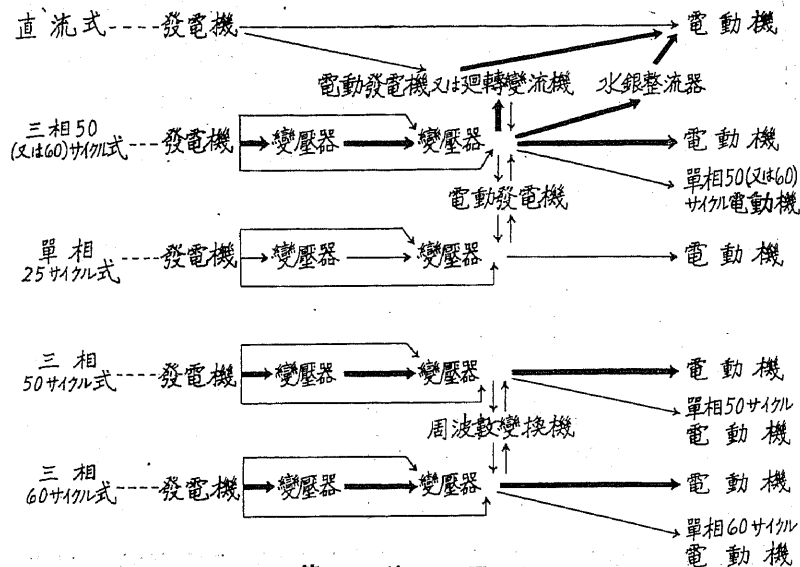 直流式 發電機 電動機
電動發電機又は廻轉變流機 水銀整流器
三相50
(又は60)サイクル式 發電機 變壓器 變壓器 電動機
單相50(又は60)
サイクル電動機
電動發電機
單相
25サイクル式 發電機 變壓器 變壓器 電動機
三相
50サイクル式 發電機 變壓器 變壓器 電動機
單相50サイクル
電動機
周波數變換機
三相
60サイクル式 發電機 變壓器 變壓器 電動機
單相60サイクル
電動機